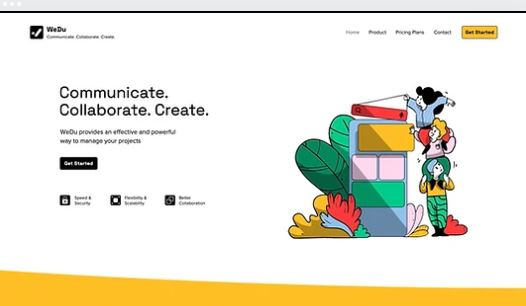 WeDu
Communicate. Collaborate. Create.
Home
Product
Pricing Plans
Contact
Get Started
Communicate.
Collaborate. Create.
WeDu provides an effective and powerful
way to manage your projects
Get Started
Speed &
Security
Flexibility &
Scalability
Better
Collaboration